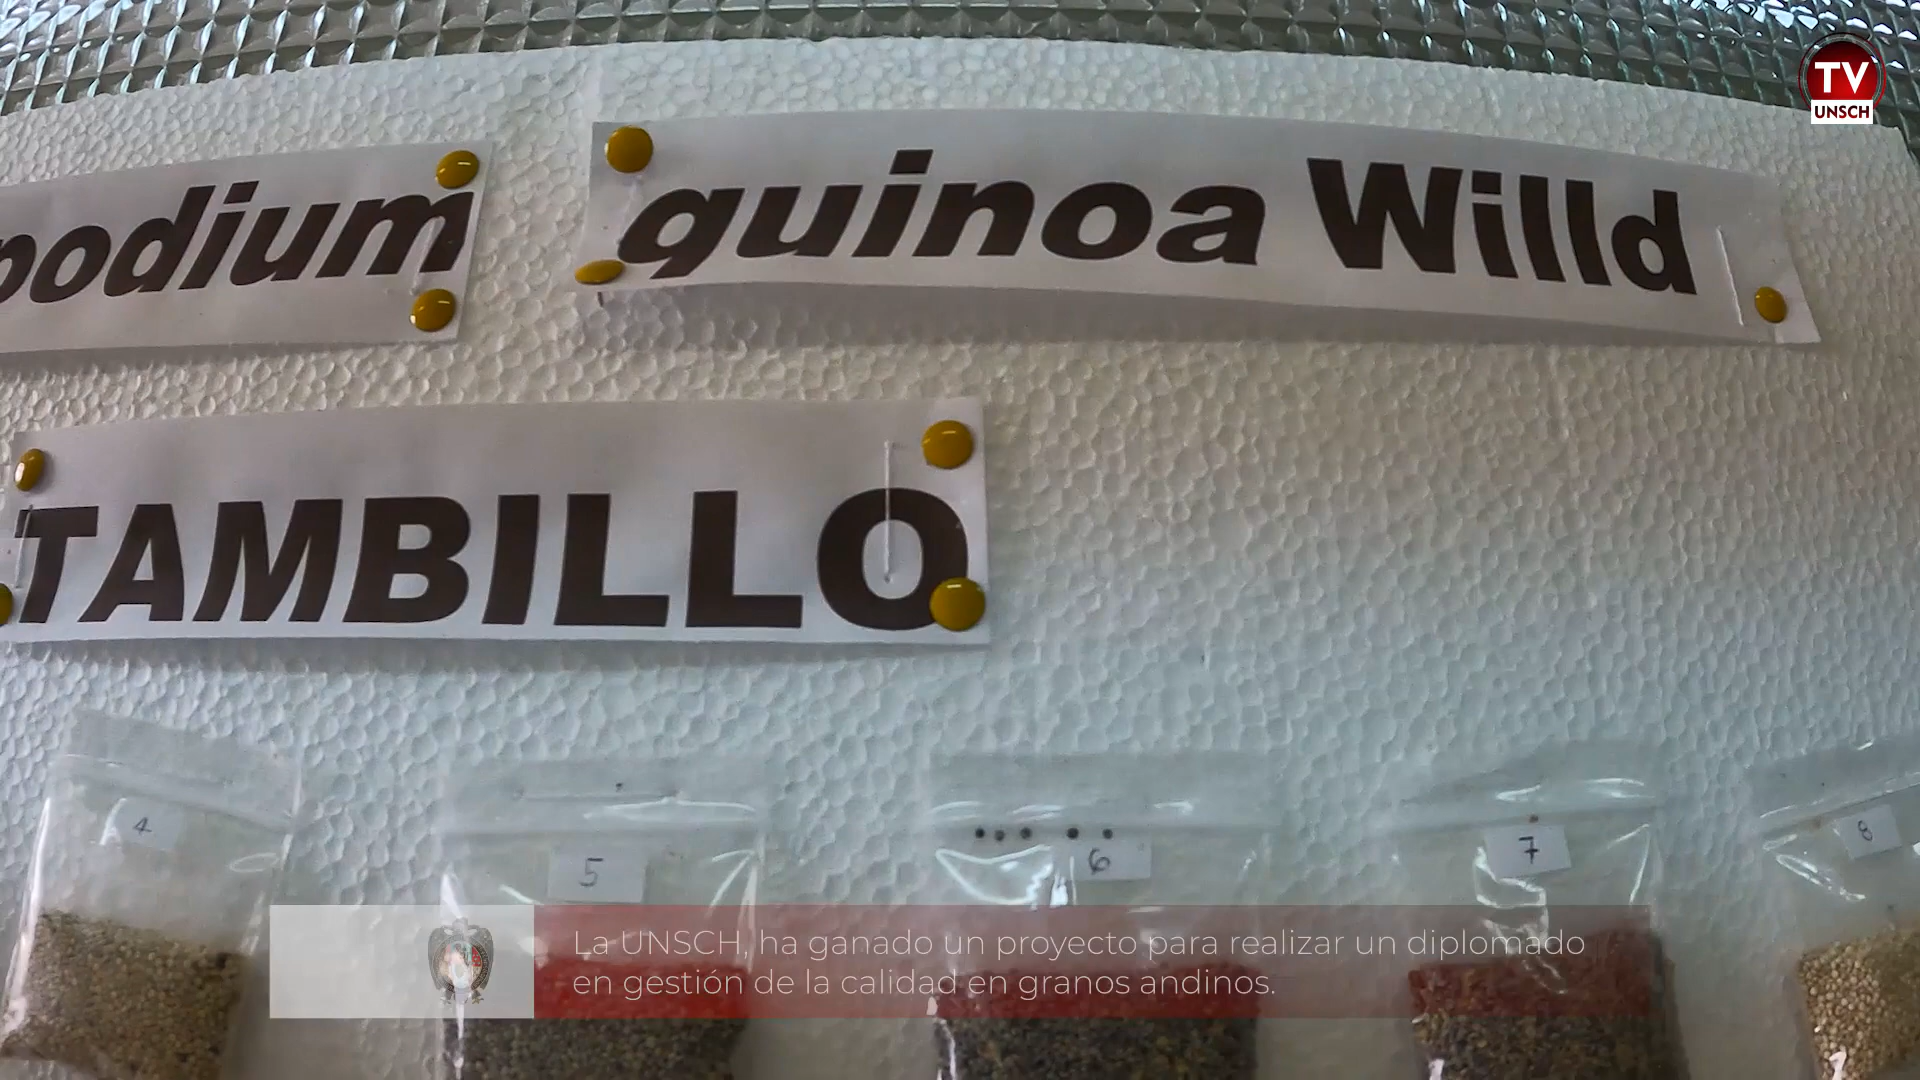 TV
UNSCH
podium quinoa Willd
TAMBILLO
4 5 6 7 8
La UNSCH, ha ganado un proyecto para realizar un diplomado
en gestión de la calidad en granos andinos.